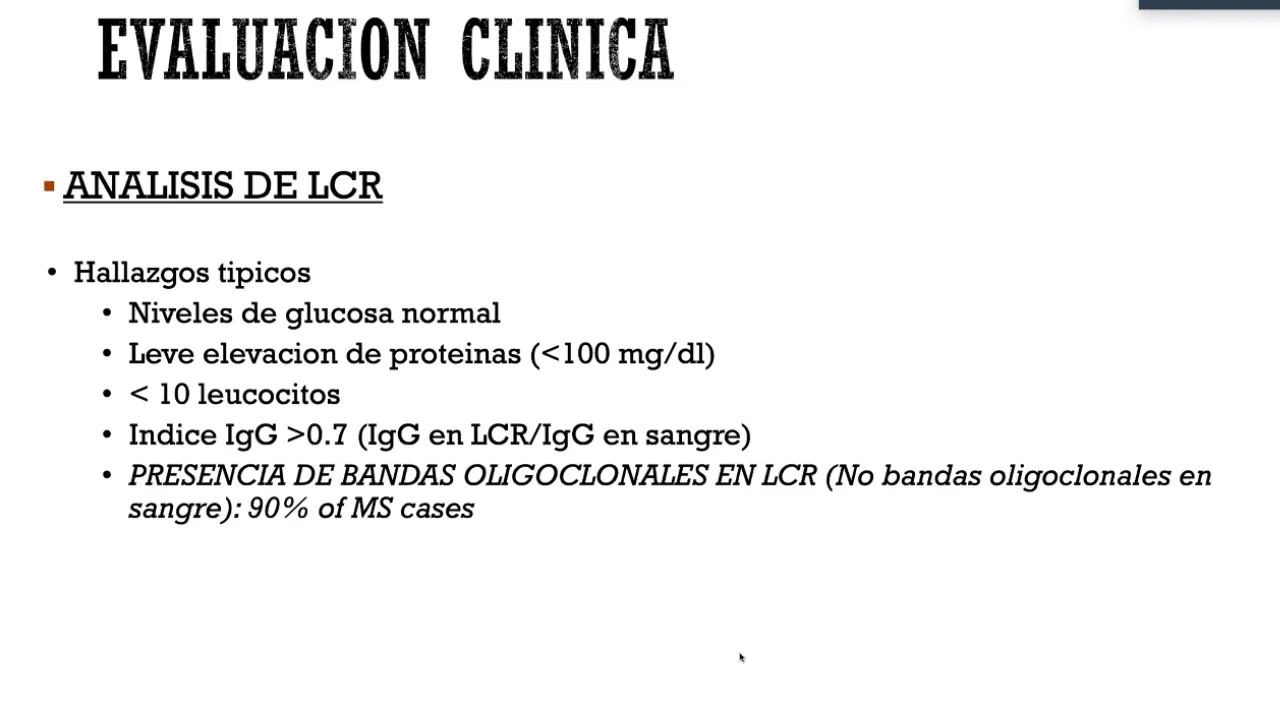 EVALUACION CLINICA
ANALISIS DE LCR
Hallazgos tipicos
Niveles de glucosa normal
Leve elevacion de proteinas (<100 mg/dl)
< 10 leucocitos
Indice IgG >0.7 (IgG en LCR/IgG en sangre)
PRESENCIA DE BANDAS OLIGOCLONALES EN LCR (No bandas oligoclonales en
sangre): 90% of MS cases